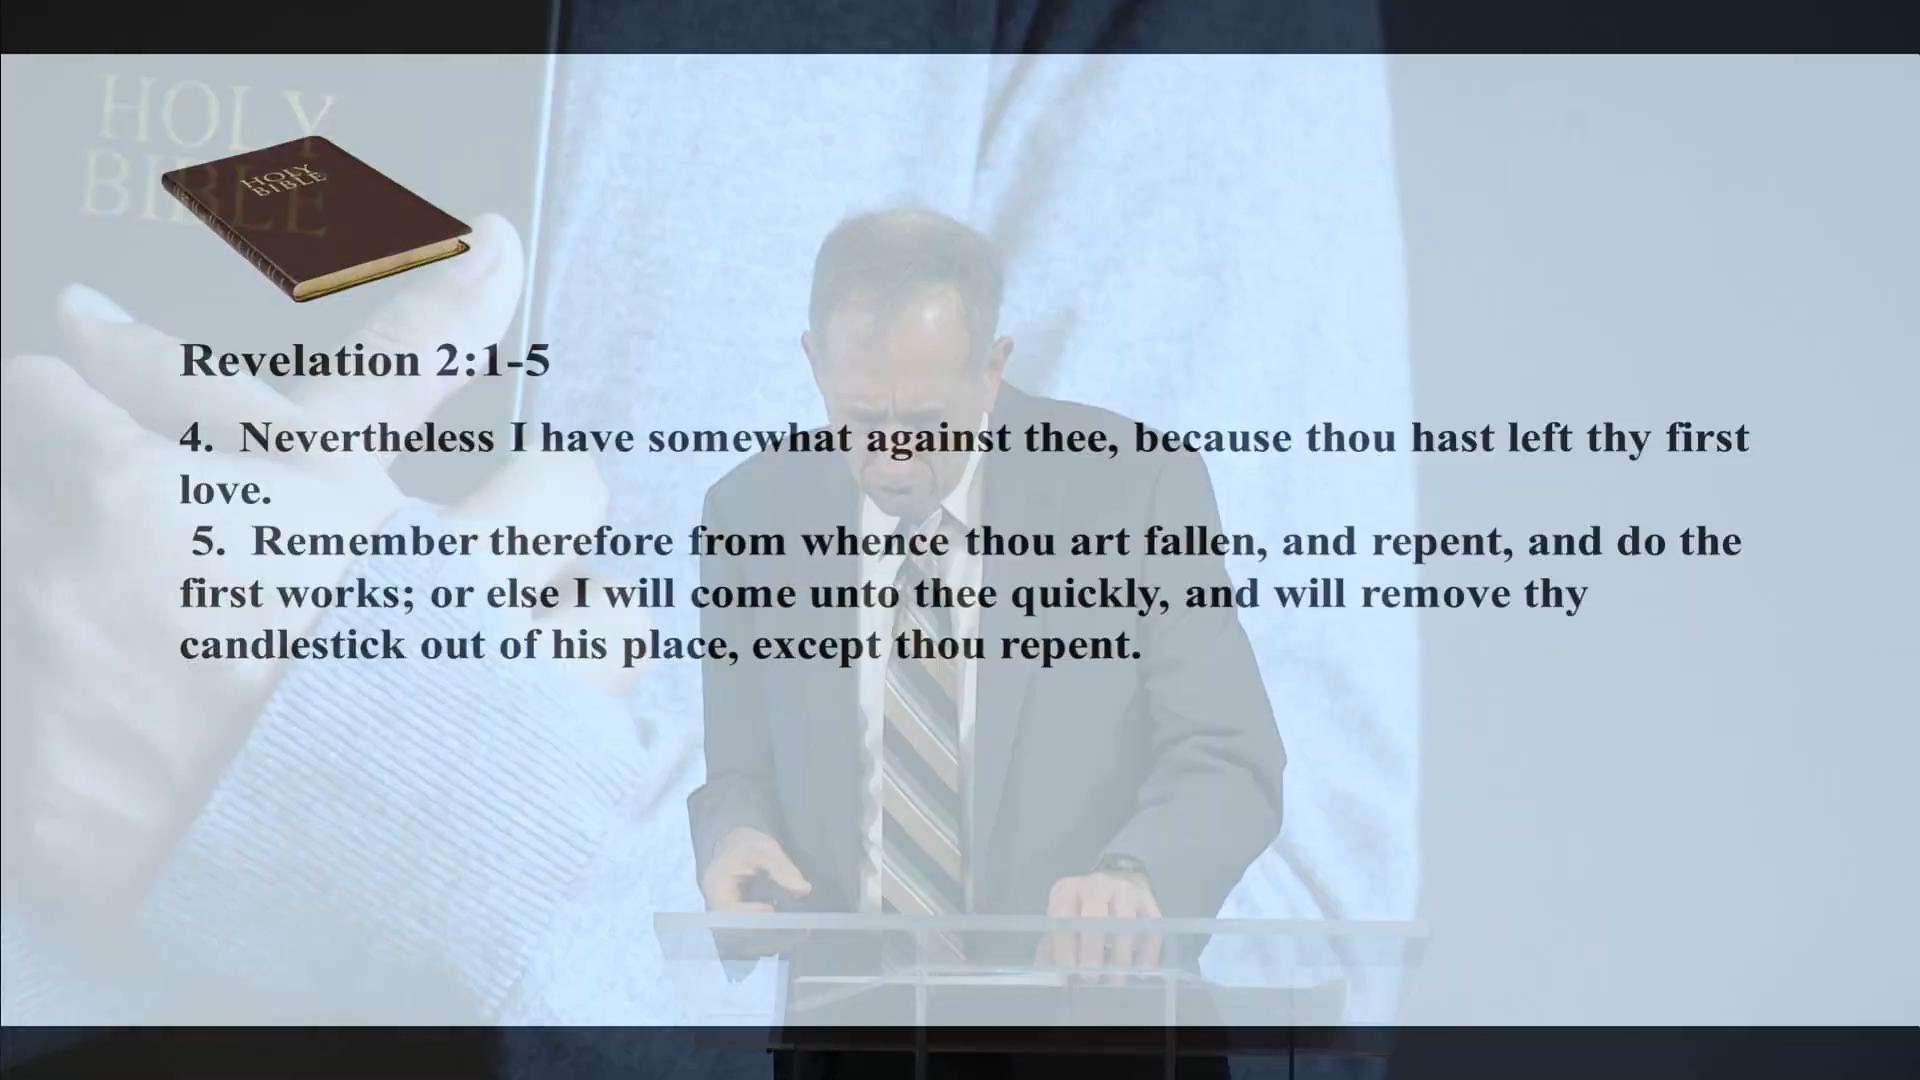 HOLY
BIBLE
HOLY
BIBLE
Revelation 2:1-5
4. Nevertheless I have somewhat against thee, because thou hast left thy first
love.
5. Remember therefore from whence thou art fallen, and repent, and do the
first works; or else I will come unto thee quickly, and will remove thy
candlestick out of his place, except thou repent.